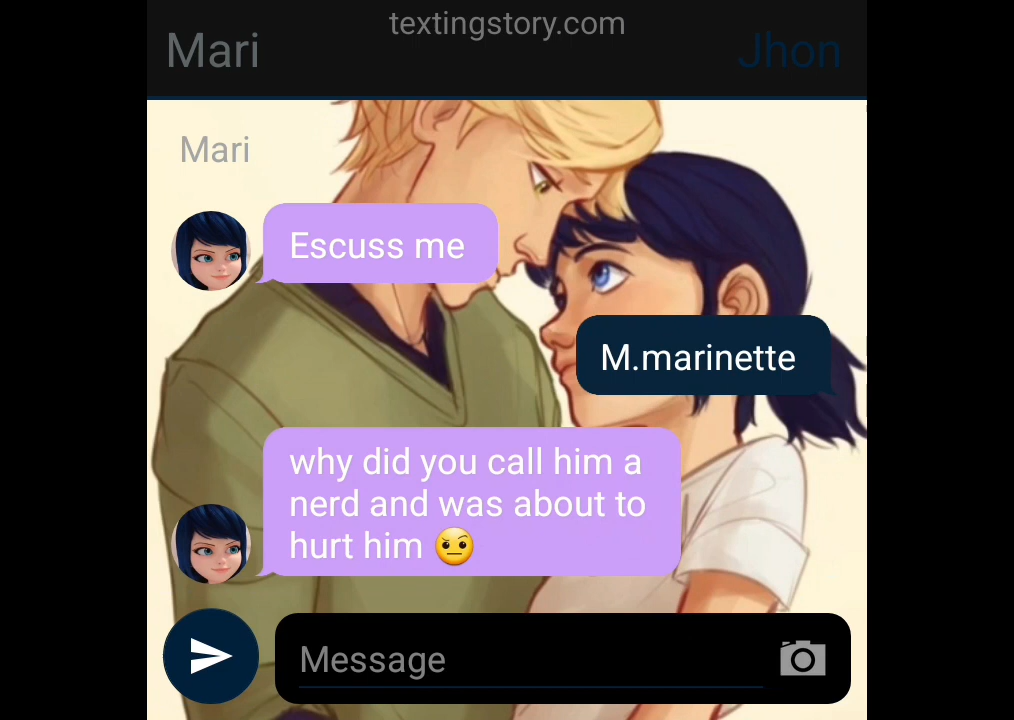 textingstory.com
Mari
Jhon
Mari
Escuss me
M.marinette
why did you call him a
nerd and was about to
hurt him 🤨
Message